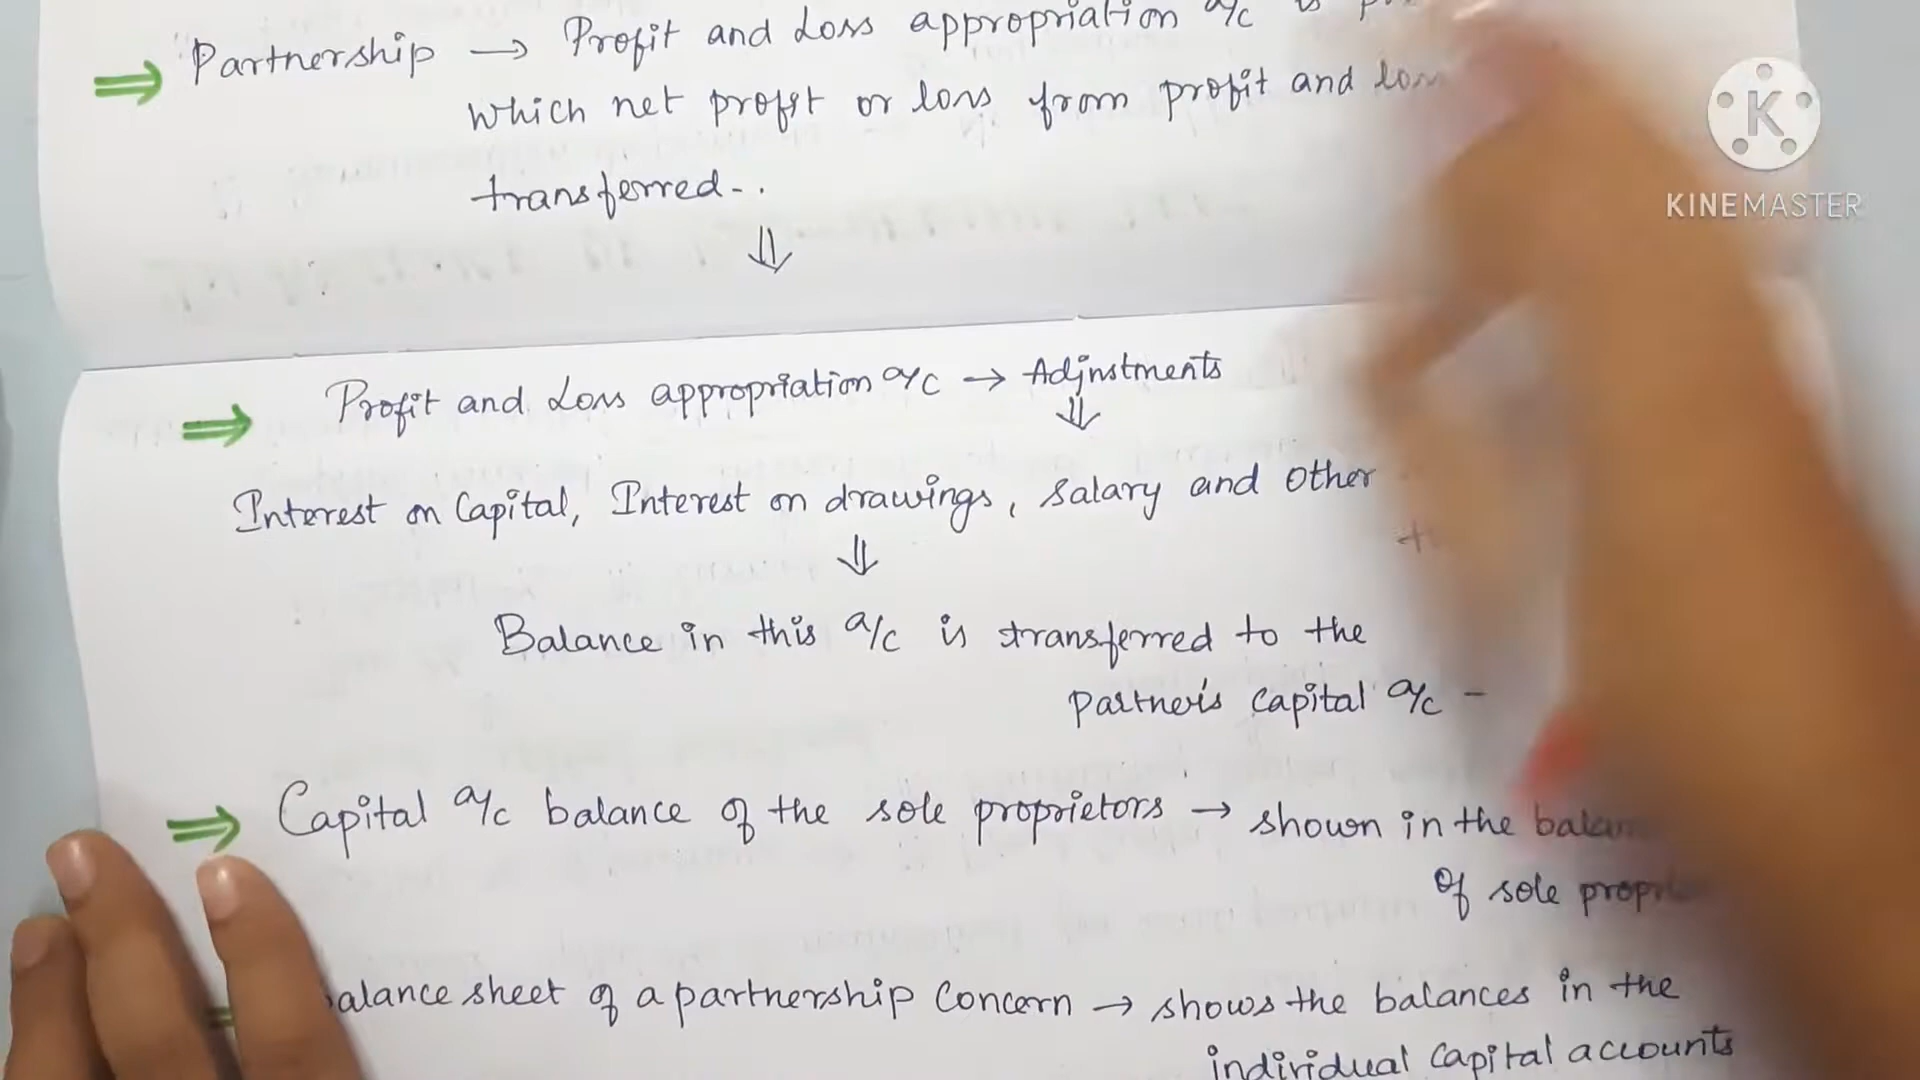 Partnership → Profit and Loss appropriation a/c is
which net profit or loss from profit and loss
transferred-..
⇓
⇒ Profit and Loss appropriation a/c → Adjustments
⇓
Interest on Capital, Interest on drawings, Salary and Other
⇓
Balance in this a/c is transferred to the
partner's capital a/c -
⇒ Capital a/c balance of the sole proprietors → shown in the
of sole
sheet of a partnership concern → shows the balances in the
individual capital accounts
K
KINEMASTER